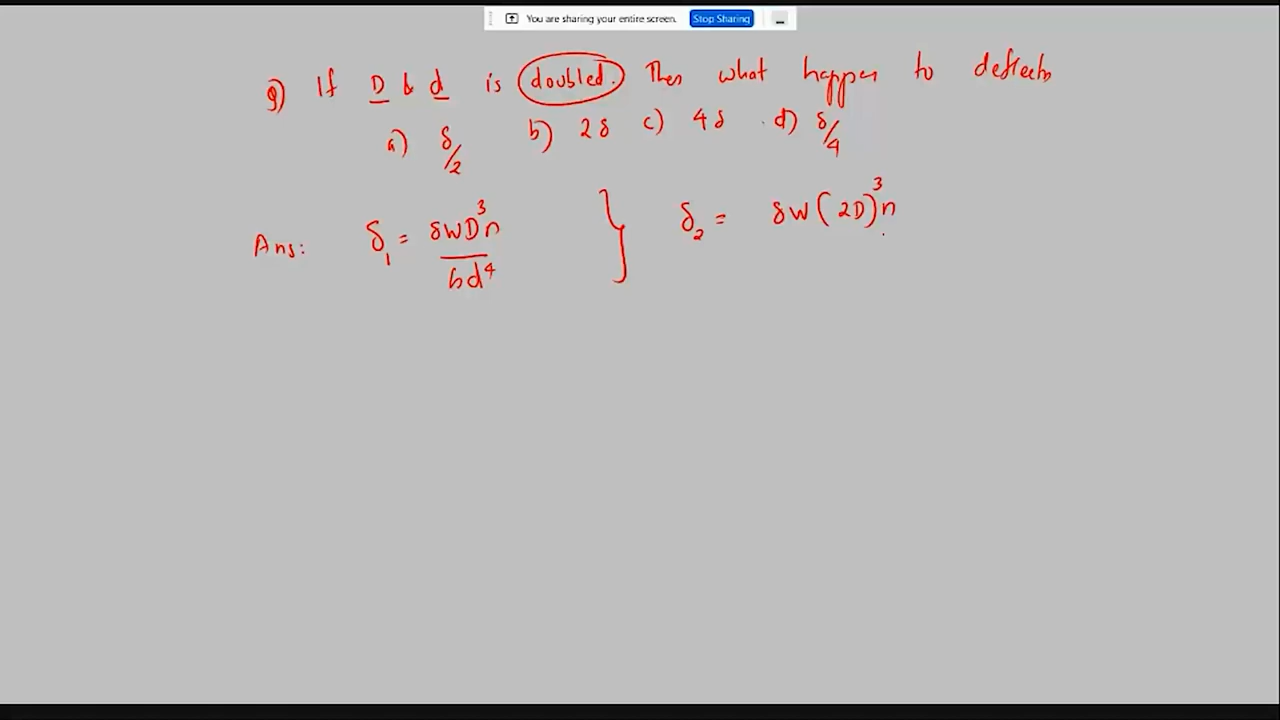 You are sharing your entire screen. Stop Sharing
Q) If D & d is doubled. Then what happen to deflectn
a) δ/2 b) 2δ c) 4δ d) δ/4
Ans: δ₁ = 8WD³n / Gd⁴ } δ₂ = 8W(2D)³n